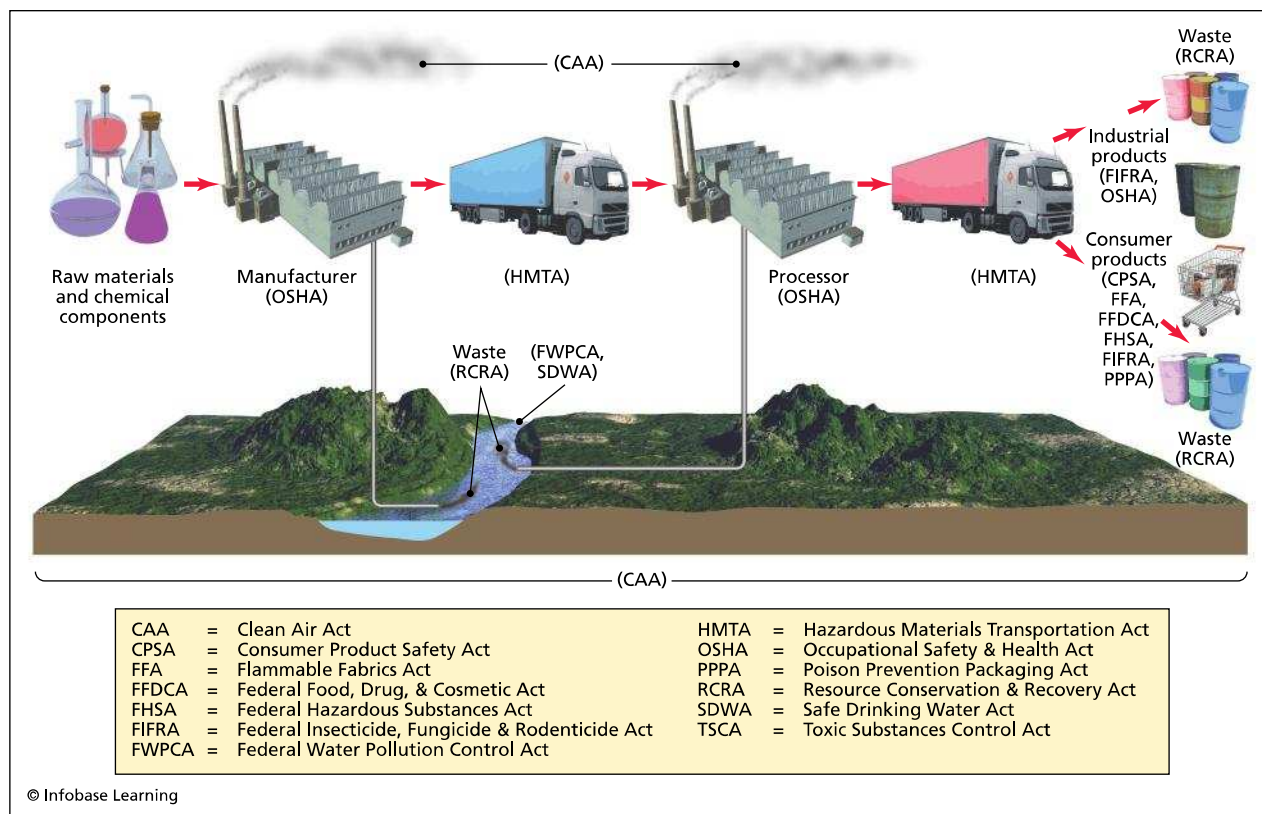 (CAA)
Waste
(RCRA)
Industrial
products
(FIFRA,
OSHA)
Raw materials
and chemical
components
Manufacturer
(OSHA)
(HMTA)
Processor
(OSHA)
(HMTA)
Consumer
products
(CPSA,
FFA,
FFDCA,
FHSA,
FIFRA,
PPPA)
Waste
(RCRA)
(FWPCA,
SDWA)
Waste
(RCRA)
(CAA)
CAA = Clean Air Act
CPSA = Consumer Product Safety Act
FFA = Flammable Fabrics Act
FFDCA = Federal Food, Drug, & Cosmetic Act
FHSA = Federal Hazardous Substances Act
FIFRA = Federal Insecticide, Fungicide & Rodenticide Act
FWPCA = Federal Water Pollution Control Act
HMTA = Hazardous Materials Transportation Act
OSHA = Occupational Safety & Health Act
PPPA = Poison Prevention Packaging Act
RCRA = Resource Conservation & Recovery Act
SDWA = Safe Drinking Water Act
TSCA = Toxic Substances Control Act
© Infobase Learning